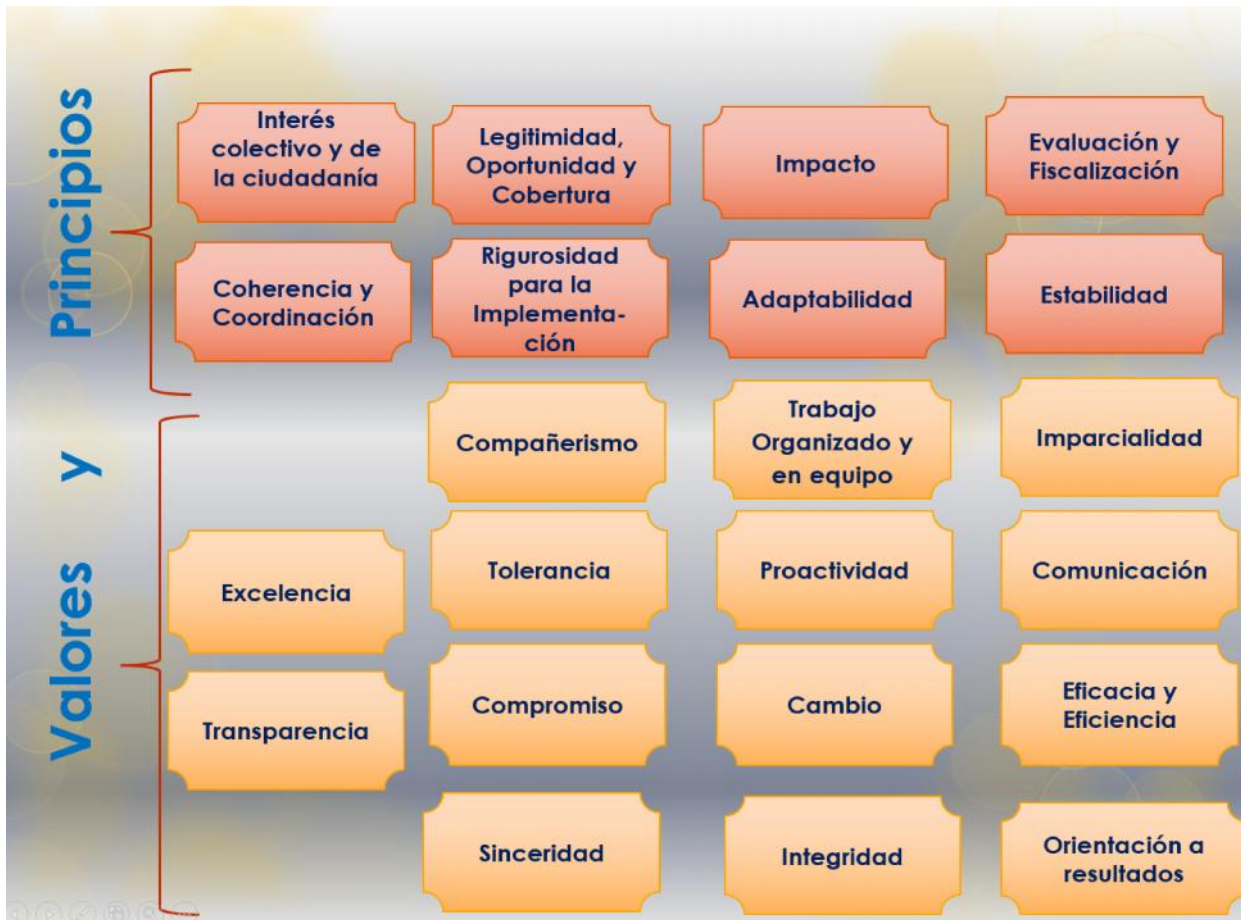 Valores y Principios
Interés
colectivo y de
la ciudadanía
Legitimidad,
Oportunidad y
Cobertura
Impacto
Evaluación y
Fiscalización
Coherencia y
Coordinación
Rigurosidad
para la
Implementa-
ción
Adaptabilidad
Estabilidad
Compañerismo
Trabajo
Organizado y
en equipo
Imparcialidad
Excelencia
Tolerancia
Proactividad
Comunicación
Transparencia
Compromiso
Cambio
Eficacia y
Eficiencia
Sinceridad
Integridad
Orientación a
resultados